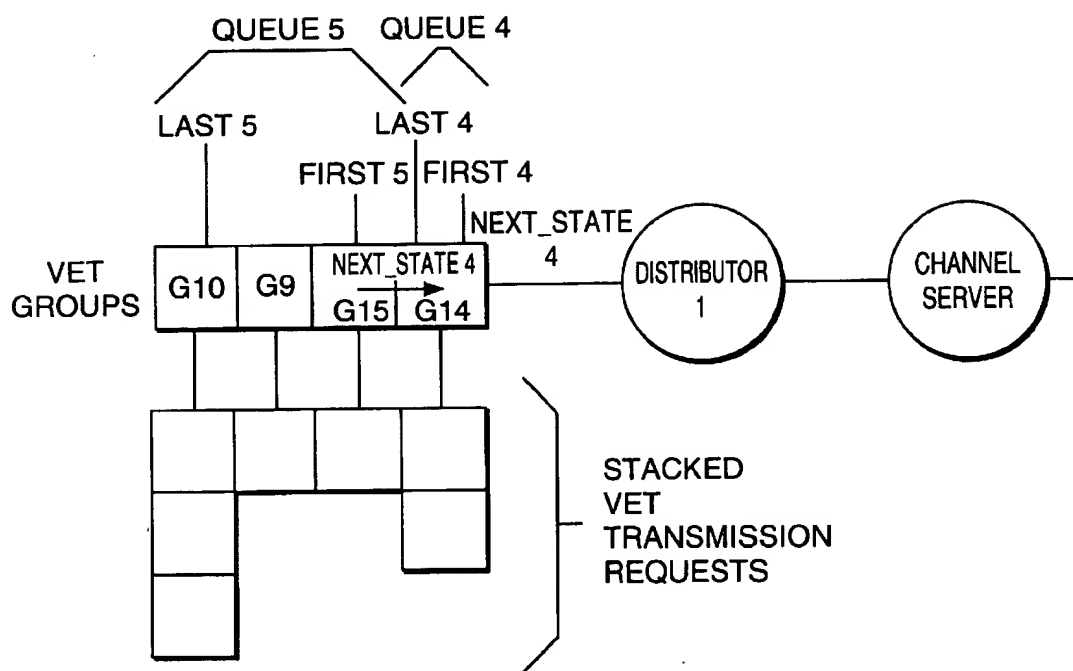 QUEUE 5
QUEUE 4
LAST 5
LAST 4
FIRST 5
FIRST 4
NEXT_STATE
4
VET
GROUPS
G10
G9
NEXT_STATE 4
G15
G14
DISTRIBUTOR
1
CHANNEL
SERVER
STACKED
VET
TRANSMISSION
REQUESTS